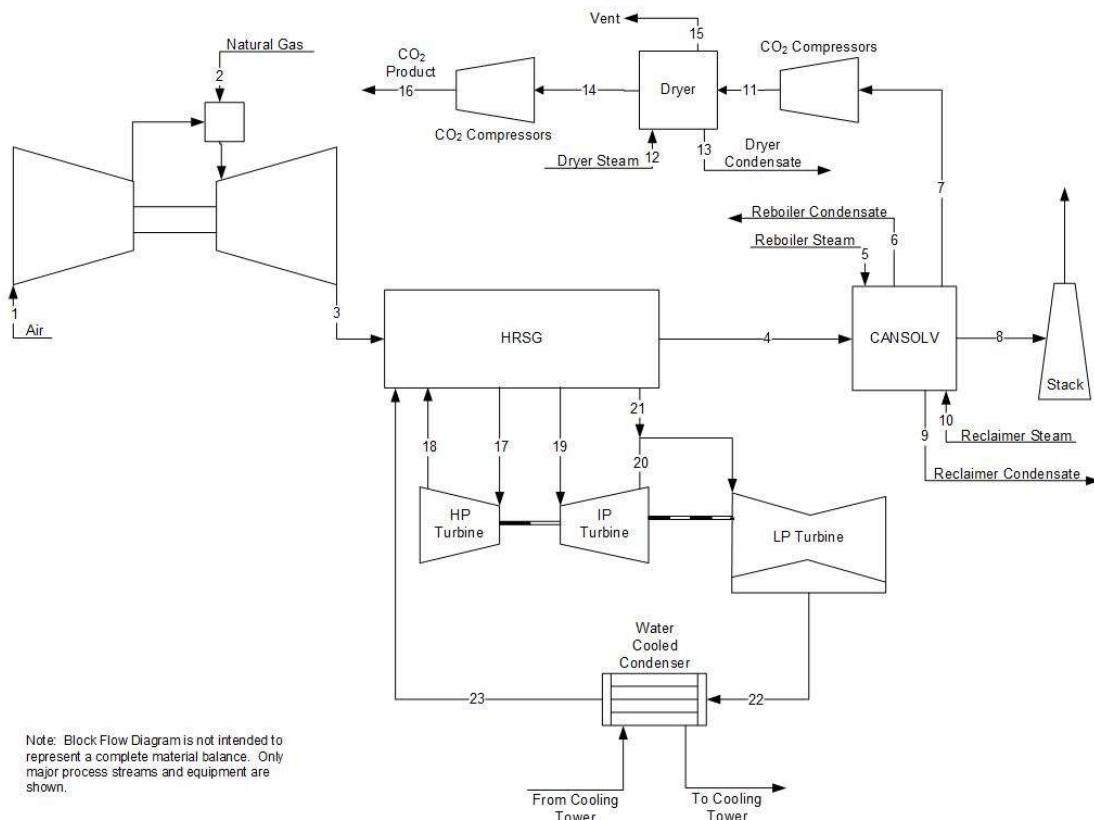 Vent
15
CO2 Compressors
Natural Gas
CO2
Product
2
16
14
Dryer
11
CO2 Compressors
Dryer Steam
12
13
Dryer
Condensate
7
Reboiler Condensate
6
Reboiler Steam
5
1
Air
3
HRSG
4
CANSOLV
8
Stack
9
10
Reclaimer Steam
Reclaimer Condensate
18
17
19
21
20
HP
Turbine
IP
Turbine
LP Turbine
Water
Cooled
Condenser
23
22
Note: Block Flow Diagram is not intended to
represent a complete material balance. Only
major process streams and equipment are
shown.
From Cooling
Tower
To Cooling
Tower